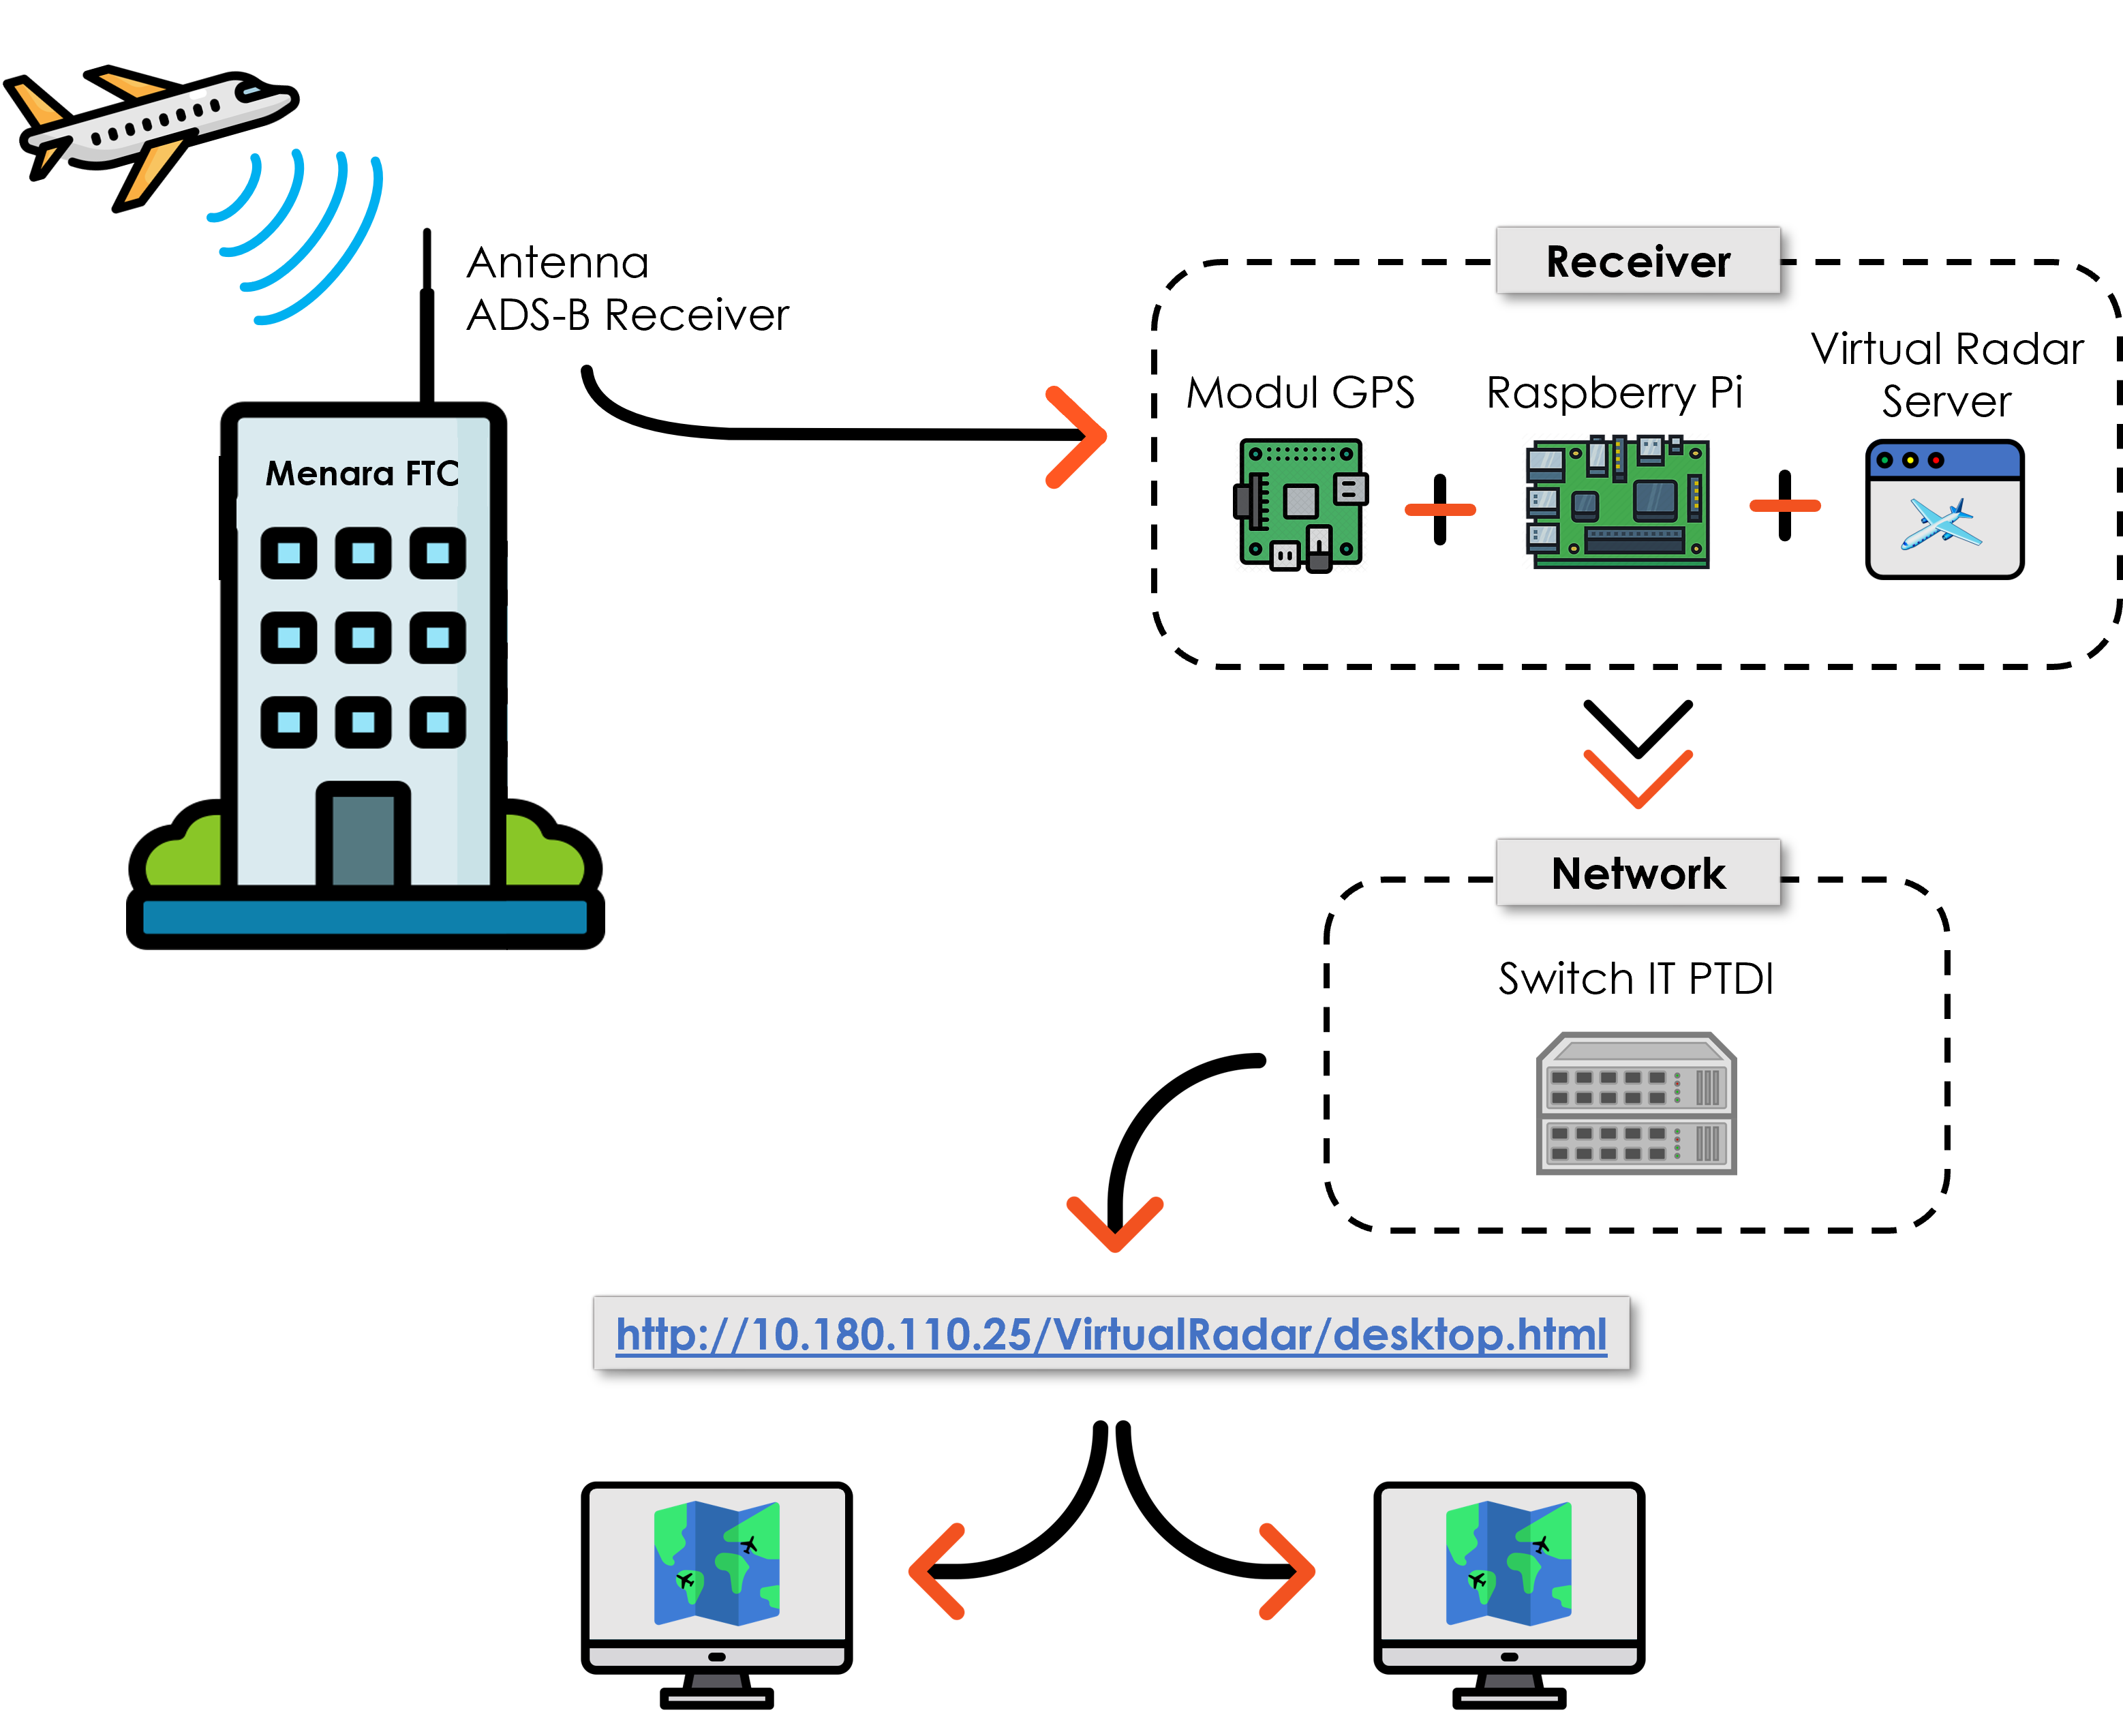 Antenna
ADS-B Receiver
Menara FTC
Receiver
Modul GPS
Raspberry Pi
Virtual Radar
Server
Network
Switch IT PTDI
http://10.180.110.25/VirtualRadar/desktop.html